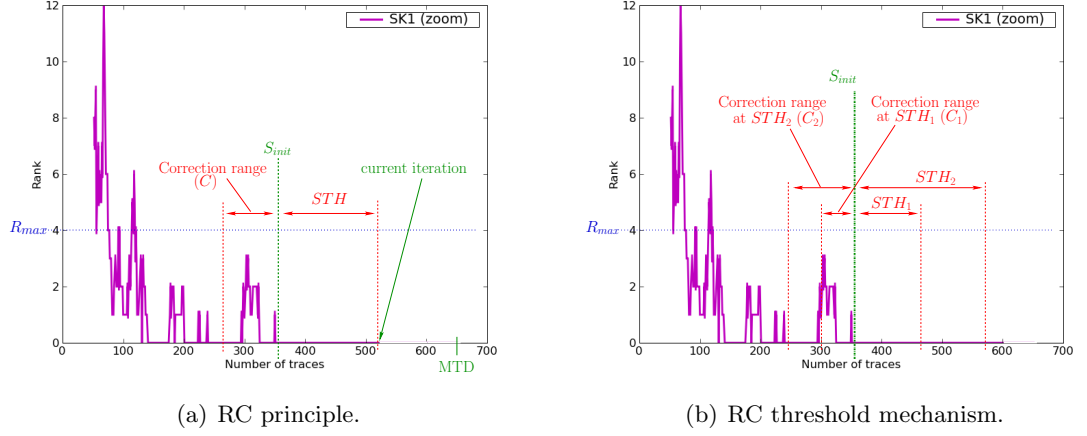 12
10
8
6
4
2
0
Rank
R_max
SK1 (zoom)
S_init
Correction range
(C)
STH
current iteration
0 100 200 300 400 500 600 700
Number of traces
MTD
(a) RC principle.
12
10
8
6
4
2
0
Rank
R_max
SK1 (zoom)
S_init
Correction range
at STH_2 (C_2)
Correction range
at STH_1 (C_1)
STH_2
STH_1
0 100 200 300 400 500 600 700
Number of traces
(b) RC threshold mechanism.